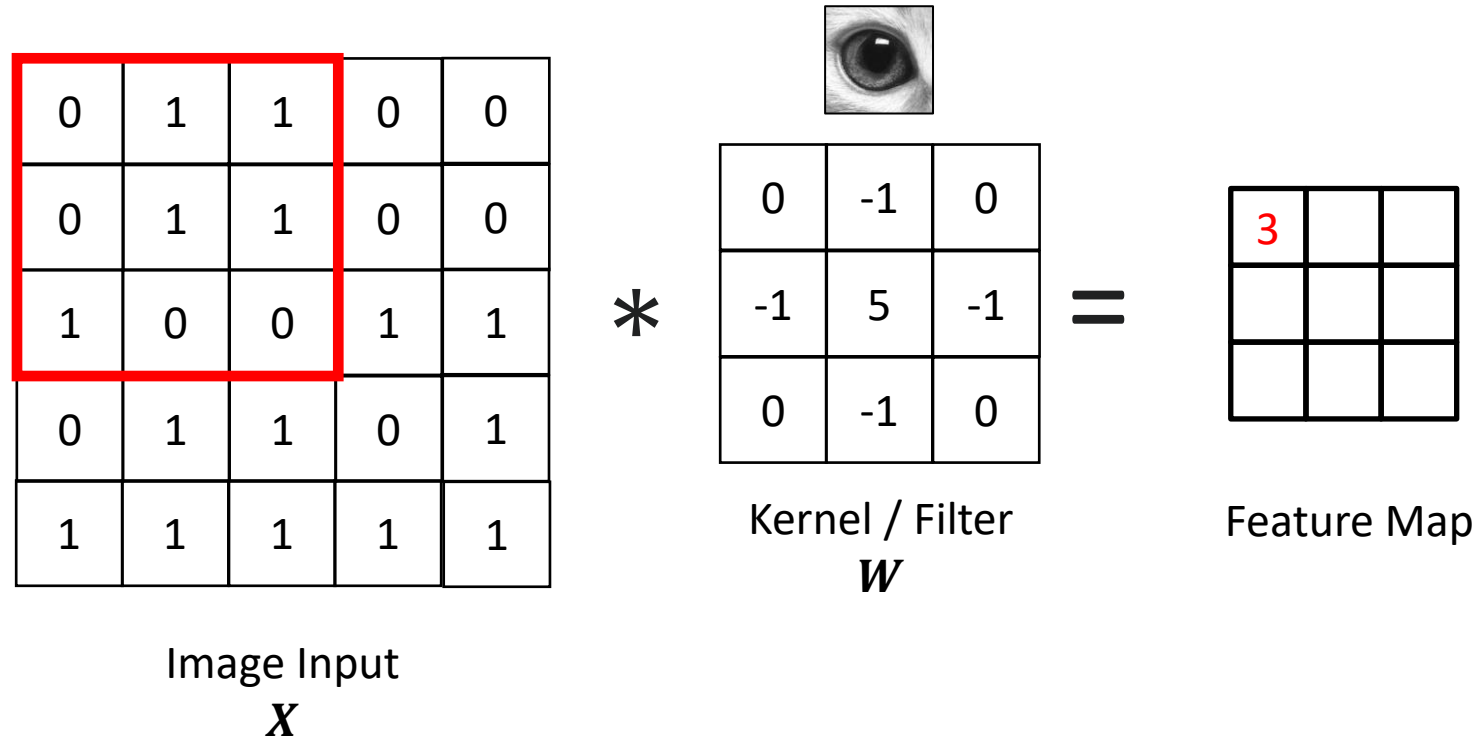 0 1 1 0 0
0 1 1 0 0
1 0 0 1 1
0 1 1 0 1
1 1 1 1 1
Image Input
X
*
0 -1 0
-1 5 -1
0 -1 0
Kernel / Filter
W
=
3
Feature Map